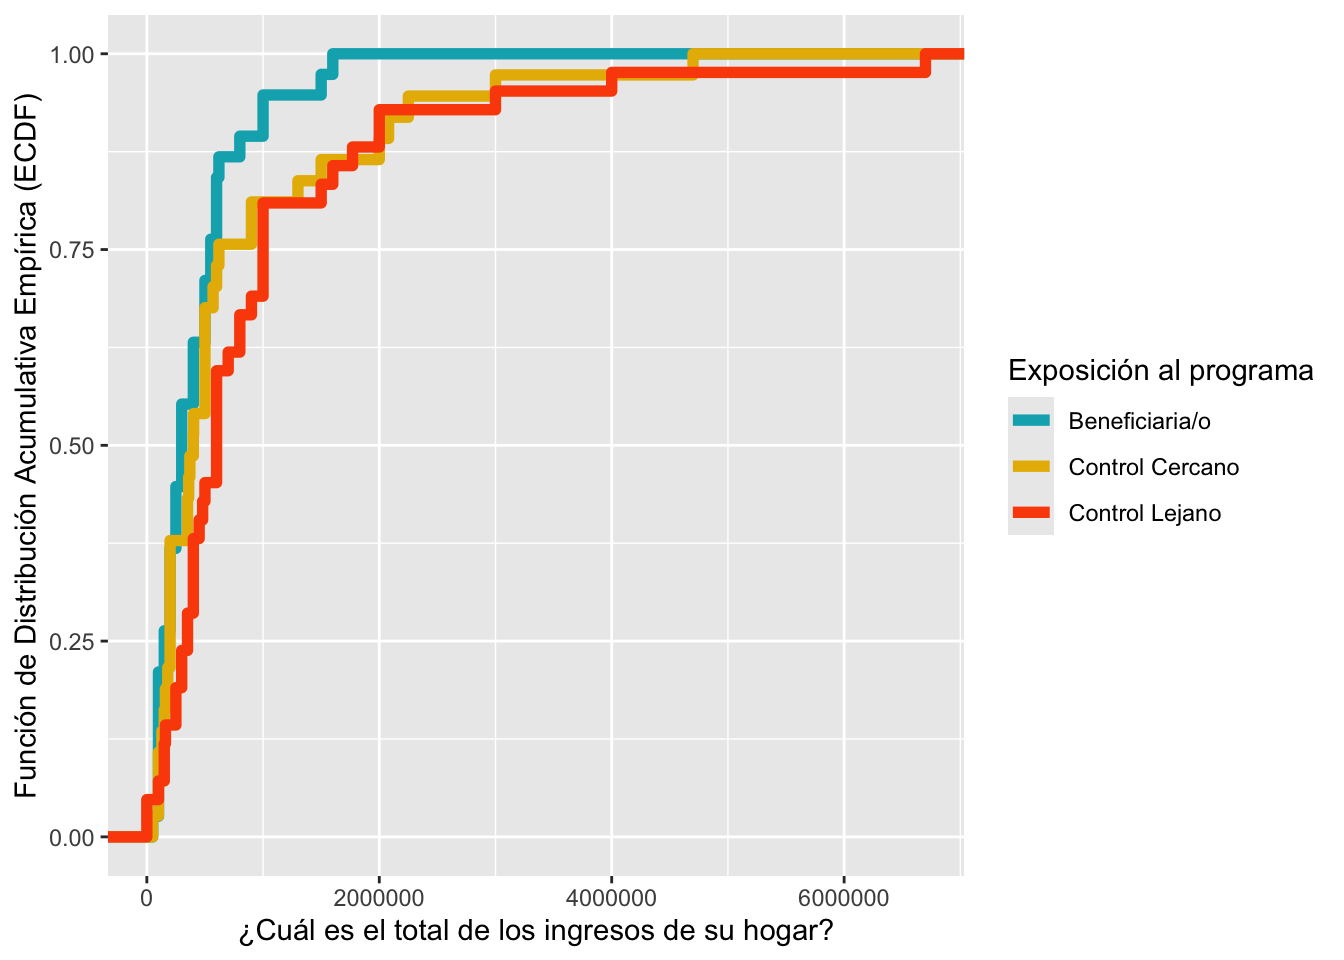 Función de Distribución Acumulativa Empírica (ECDF)
1.00
0.75
0.50
0.25
0.00
0
2000000
4000000
6000000
¿Cuál es el total de los ingresos de su hogar?
Exposición al programa
Beneficiaria/o
Control Cercano
Control Lejano